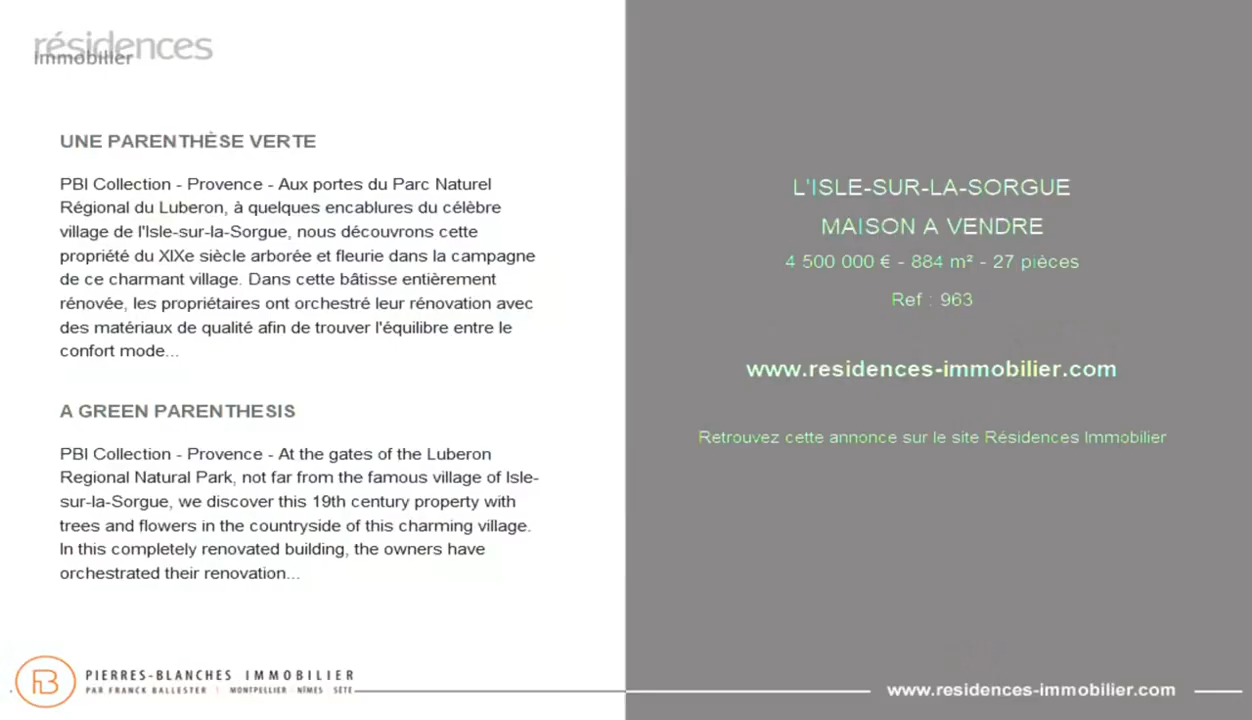 résidences
immobilier
UNE PARENTHÈSE VERTE
PBI Collection - Provence - Aux portes du Parc Naturel
Régional du Luberon, à quelques encablures du célèbre
village de l'Isle-sur-la-Sorgue, nous découvrons cette
propriété du XIXe siècle arborée et fleurie dans la campagne
de ce charmant village. Dans cette bâtisse entièrement
rénovée, les propriétaires ont orchestré leur rénovation avec
des matériaux de qualité afin de trouver l'équilibre entre le
confort mode...
A GREEN PARENTHESIS
PBI Collection - Provence - At the gates of the Luberon
Regional Natural Park, not far from the famous village of Isle-
sur-la-Sorgue, we discover this 19th century property with
trees and flowers in the countryside of this charming village.
In this completely renovated building, the owners have
orchestrated their renovation...
PIERRES-BLANCHES IMMOBILIER
PAR FRANCK BALLESTER | MONTPELLIER NÎMES SÈTE
L'ISLE-SUR-LA-SORGUE
MAISON A VENDRE
4 500 000 € - 884 m² - 27 pièces
Ref : 963
www.residences-immobilier.com
Retrouvez cette annonce sur le site Résidences Immobilier
www.residences-immobilier.com